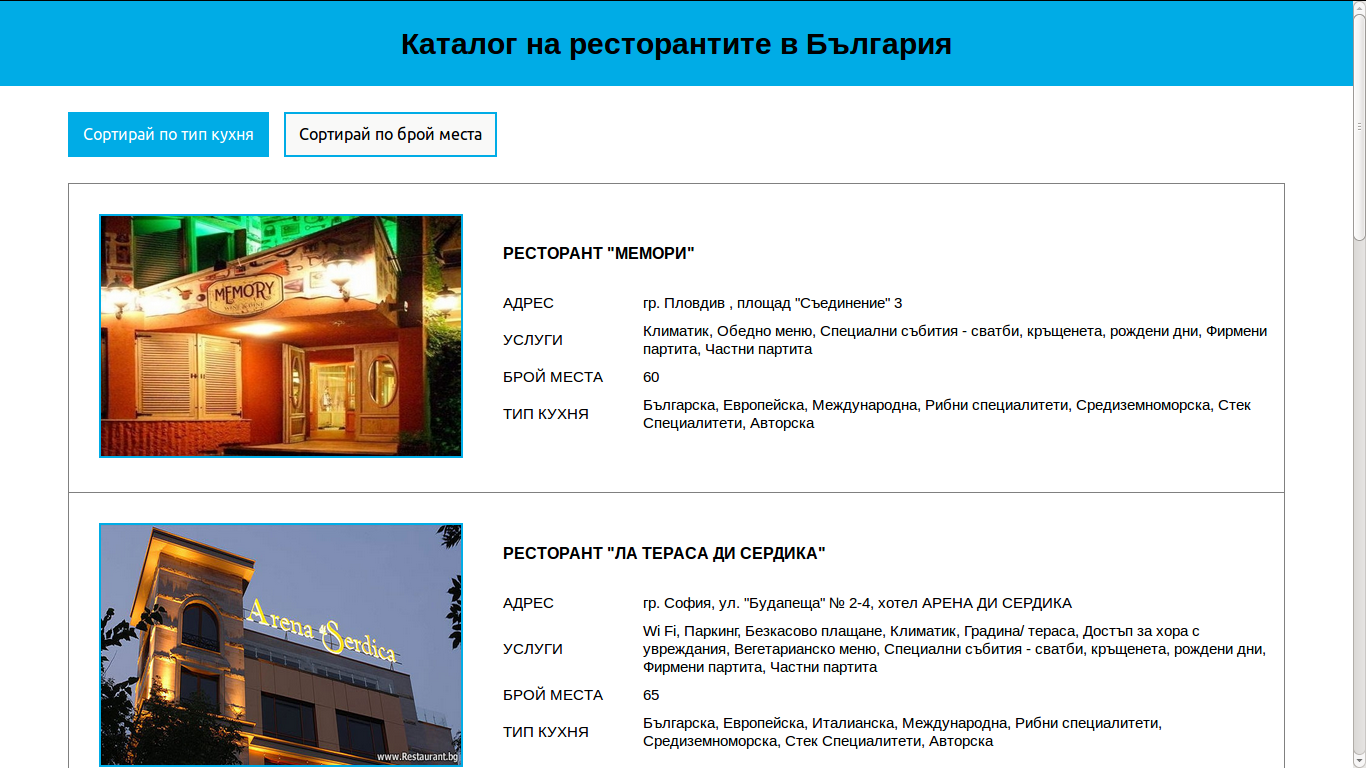 Каталог на ресторантите в България
Сортирай по тип кухня
Сортирай по брой места
MEMORY
РЕСТОРАНТ "МЕМОРИ"
АДРЕС
гр. Пловдив , площад "Съединение" 3
УСЛУГИ
Климатик, Обедно меню, Специални събития - сватби, кръщенета, рождени дни, Фирмени
партита, Частни партита
БРОЙ МЕСТА
60
ТИП КУХНЯ
Българска, Европейска, Международна, Рибни специалитети, Средиземноморска, Стек
Специалитети, Авторска
Arena Serdica
www.Restaurant.bg
РЕСТОРАНТ "ЛА ТЕРАСА ДИ СЕРДИКА"
АДРЕС
гр. София, ул. "Будапеща" № 2-4, хотел АРЕНА ДИ СЕРДИКА
УСЛУГИ
Wi Fi, Паркинг, Безкасово плащане, Климатик, Градина/ тераса, Достъп за хора с
увреждания, Вегетарианско меню, Специални събития - сватби, кръщенета, рождени дни,
Фирмени партита, Частни партита
БРОЙ МЕСТА
65
ТИП КУХНЯ
Българска, Европейска, Италианска, Международна, Рибни специалитети,
Средиземноморска, Стек Специалитети, Авторска